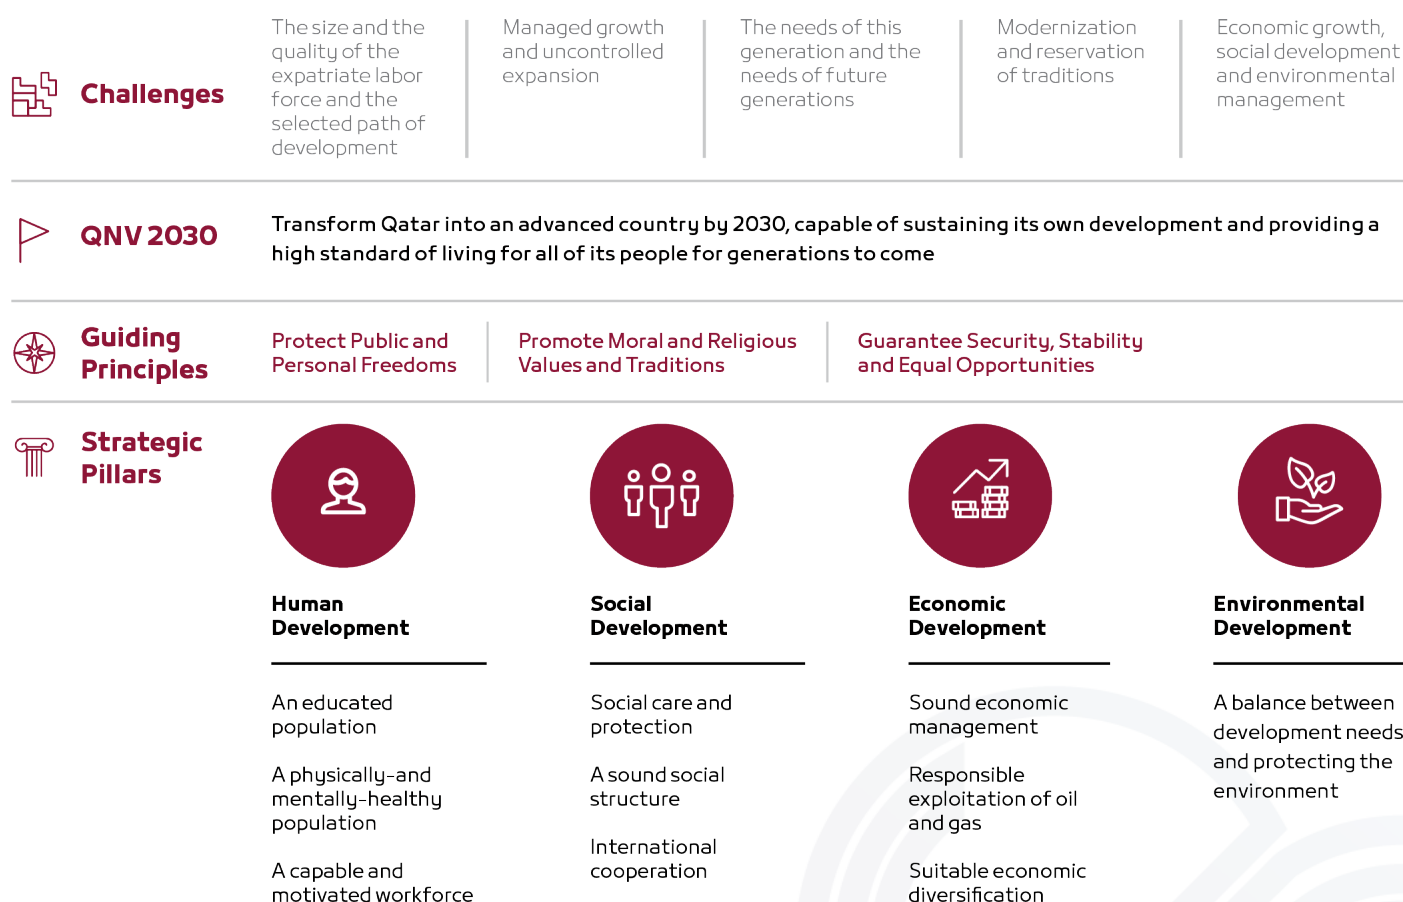 Challenges
The size and the
quality of the
expatriate labor
force and the
selected path of
development
Managed growth
and uncontrolled
expansion
The needs of this
generation and the
needs of future
generations
Modernization
and reservation
of traditions
Economic growth,
social development
and environmental
management
QNV 2030
Transform Qatar into an advanced country by 2030, capable of sustaining its own development and providing a
high standard of living for all of its people for generations to come
Guiding
Principles
Protect Public and
Personal Freedoms
Promote Moral and Religious
Values and Traditions
Guarantee Security, Stability
and Equal Opportunities
Strategic
Pillars
Human
Development
An educated
population
A physically-and
mentally-healthy
population
A capable and
motivated workforce
Social
Development
Social care and
protection
A sound social
structure
International
cooperation
Economic
Development
Sound economic
management
Responsible
exploitation of oil
and gas
Suitable economic
diversification
Environmental
Development
A balance between
development needs
and protecting the
environment